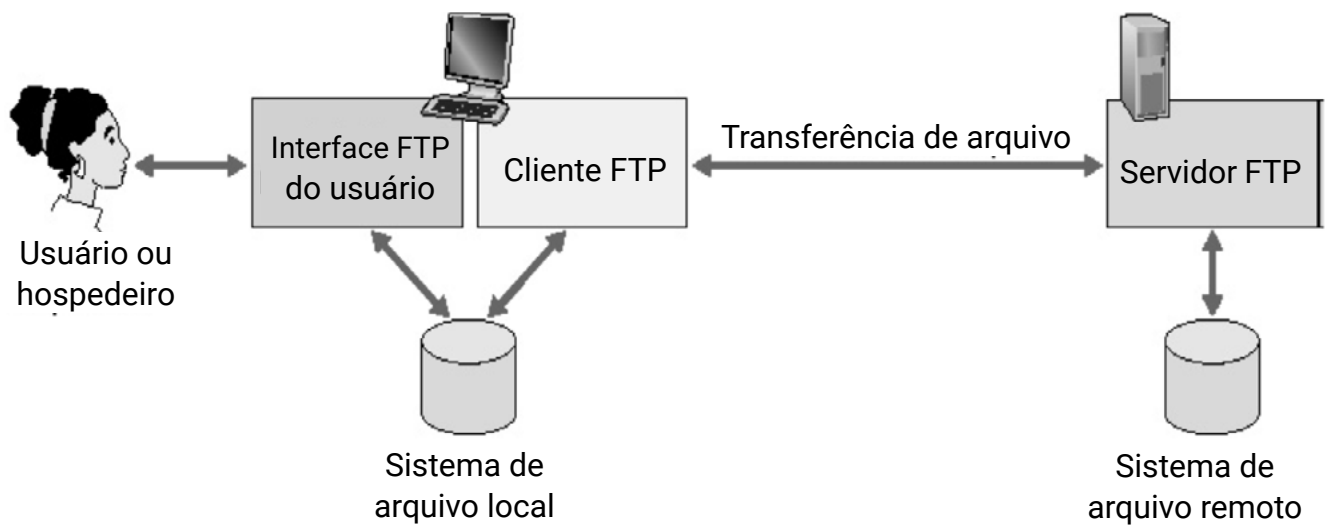 Interface FTP
do usuário
Cliente FTP
Transferência de arquivo
Servidor FTP
Usuário ou
hospedeiro
Sistema de
arquivo local
Sistema de
arquivo remoto